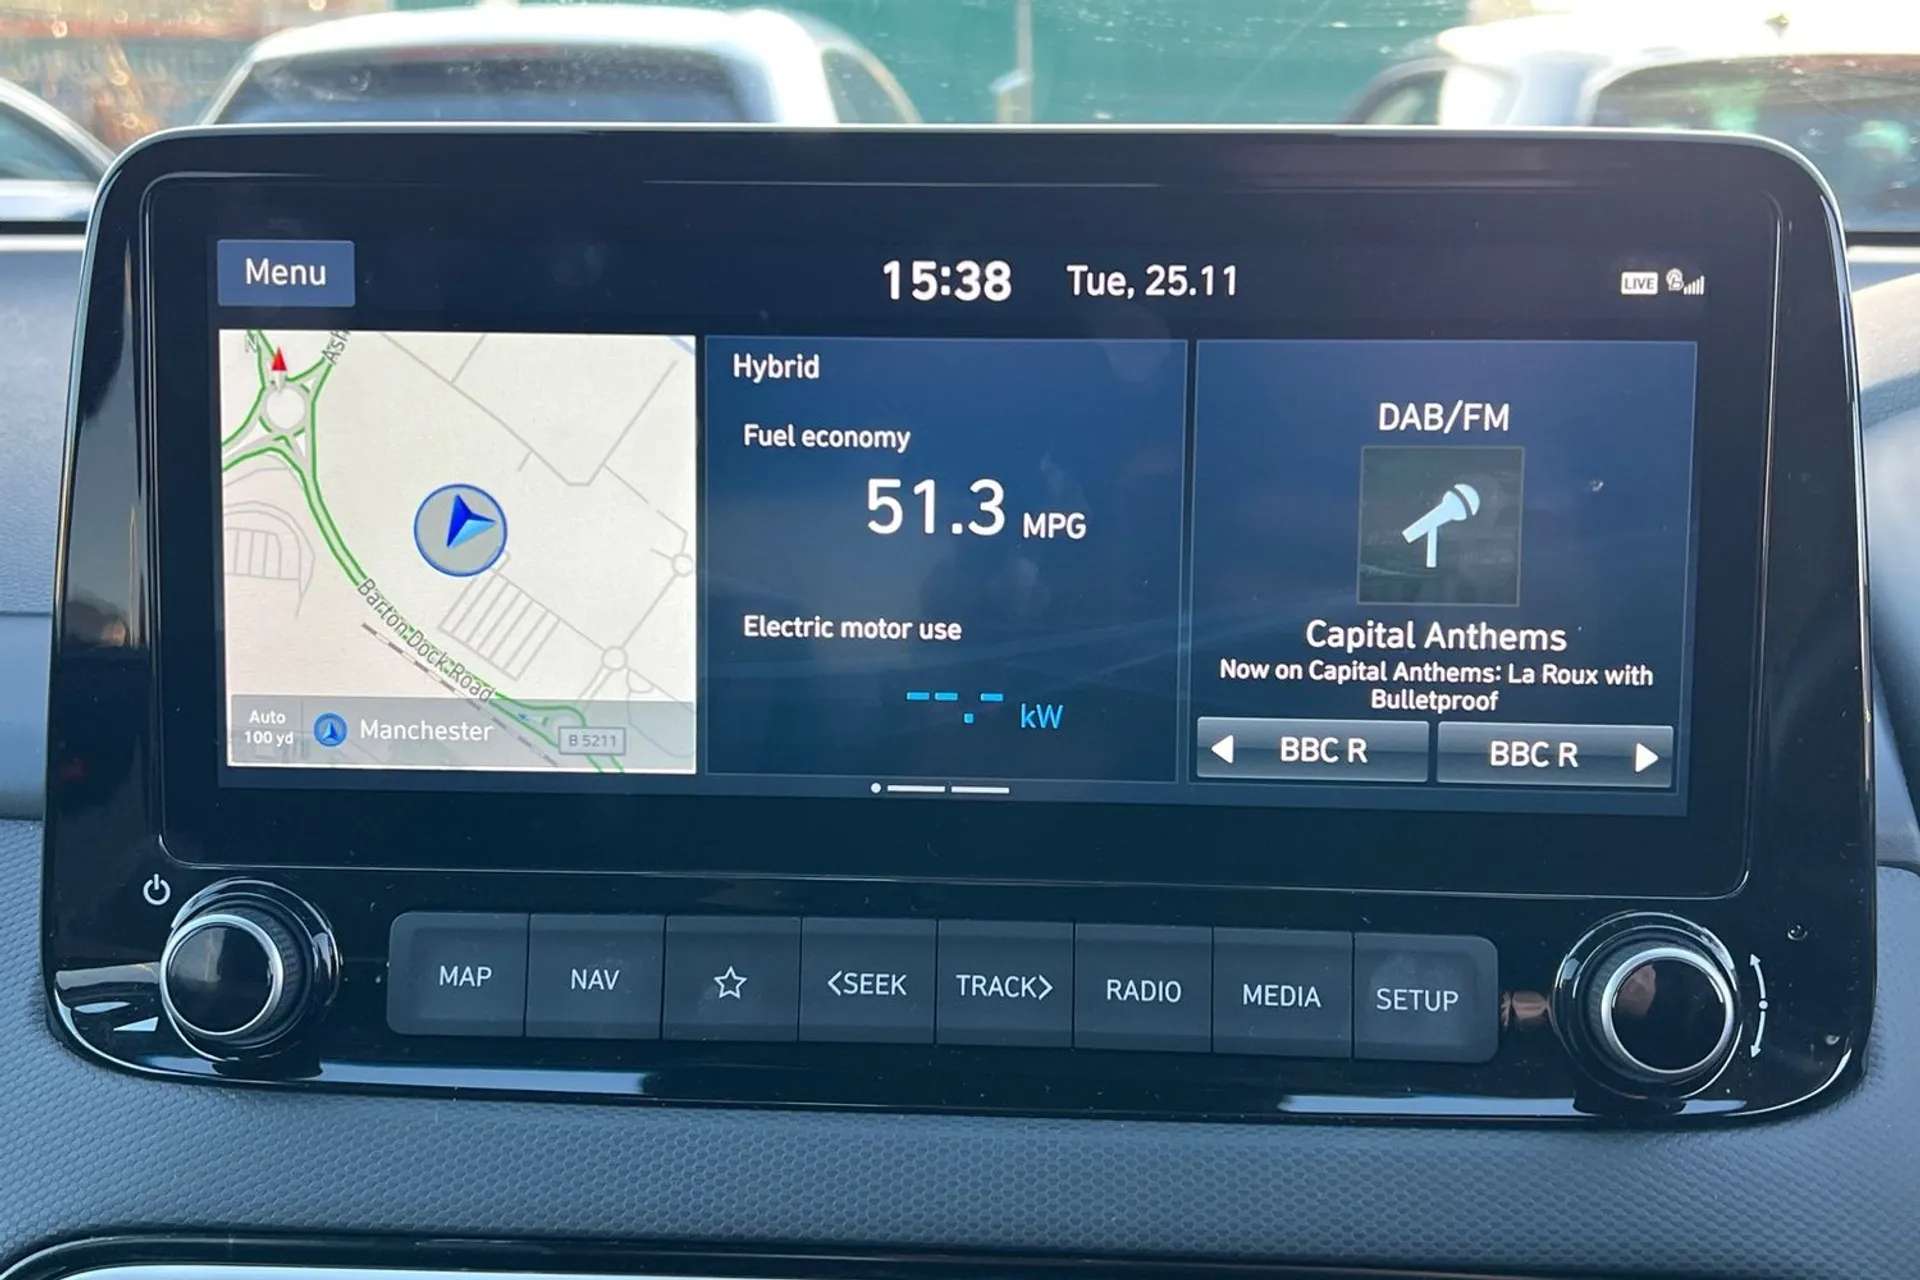 Menu
15:38
Tue, 25.11
LIVE
N
Ash
Barton Dock Road
Auto
100 yd
Manchester
B 5211
Hybrid
Fuel economy
51.3 MPG
Electric motor use
--.- kW
DAB/FM
Capital Anthems
Now on Capital Anthems: La Roux with
Bulletproof
BBC R
BBC R
MAP
NAV
<SEEK
TRACK>
RADIO
MEDIA
SETUP